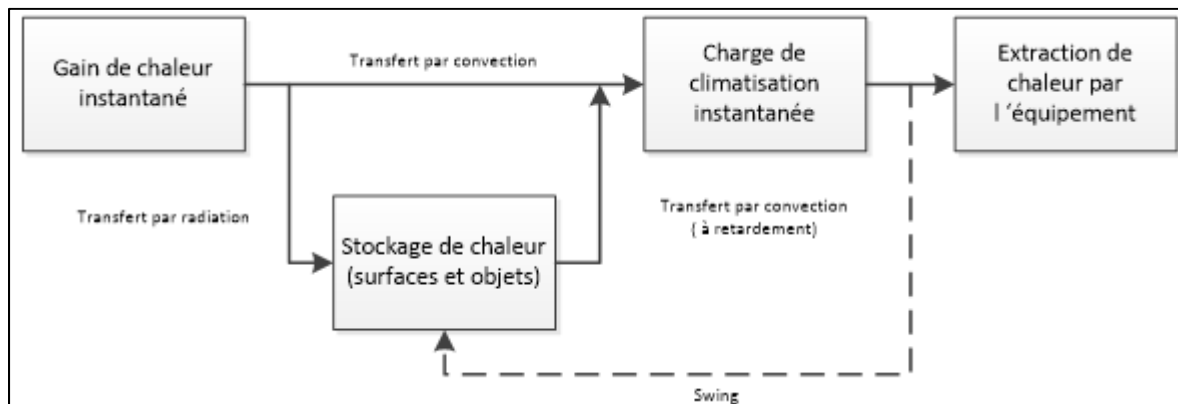 Gain de chaleur
instantané
Transfert par convection
Charge de
climatisation
instantanée
Extraction de
chaleur par
l ‘équipement
Transfert par radiation
Stockage de chaleur
(surfaces et objets)
Transfert par convection
( à retardement)
Swing